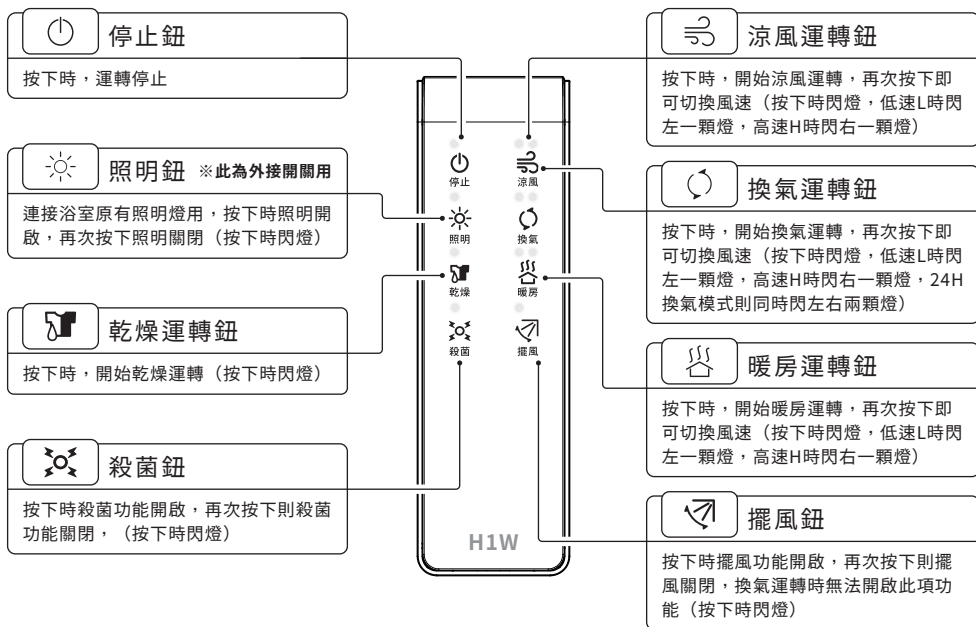 停止鈕
按下時，運轉停止
照明鈕 ※此為外接開關用
連接浴室原有照明燈用，按下時照明開
啟，再次按下照明關閉（按下時閃燈）
乾燥運轉鈕
按下時，開始乾燥運轉（按下時閃燈）
殺菌鈕
按下時殺菌功能開啟，再次按下則殺菌
功能關閉，（按下時閃燈）
停止
涼風
照明
換氣
乾燥
暖房
殺菌
擺風
H1W
涼風運轉鈕
按下時，開始涼風運轉，再次按下即
可切換風速（按下時閃燈，低速L時閃
左一顆燈，高速H時閃右一顆燈）
換氣運轉鈕
按下時，開始換氣運轉，再次按下即
可切換風速（按下時閃燈，低速L時閃
左一顆燈，高速H時閃右一顆燈，24H
換氣模式則同時閃左右兩顆燈）
暖房運轉鈕
按下時，開始暖房運轉，再次按下即
可切換風速（按下時閃燈，低速L時閃
左一顆燈，高速H時閃右一顆燈）
擺風鈕
按下時擺風功能開啟，再次按下則擺
風關閉，換氣運轉時無法開啟此項功
能（按下時閃燈）